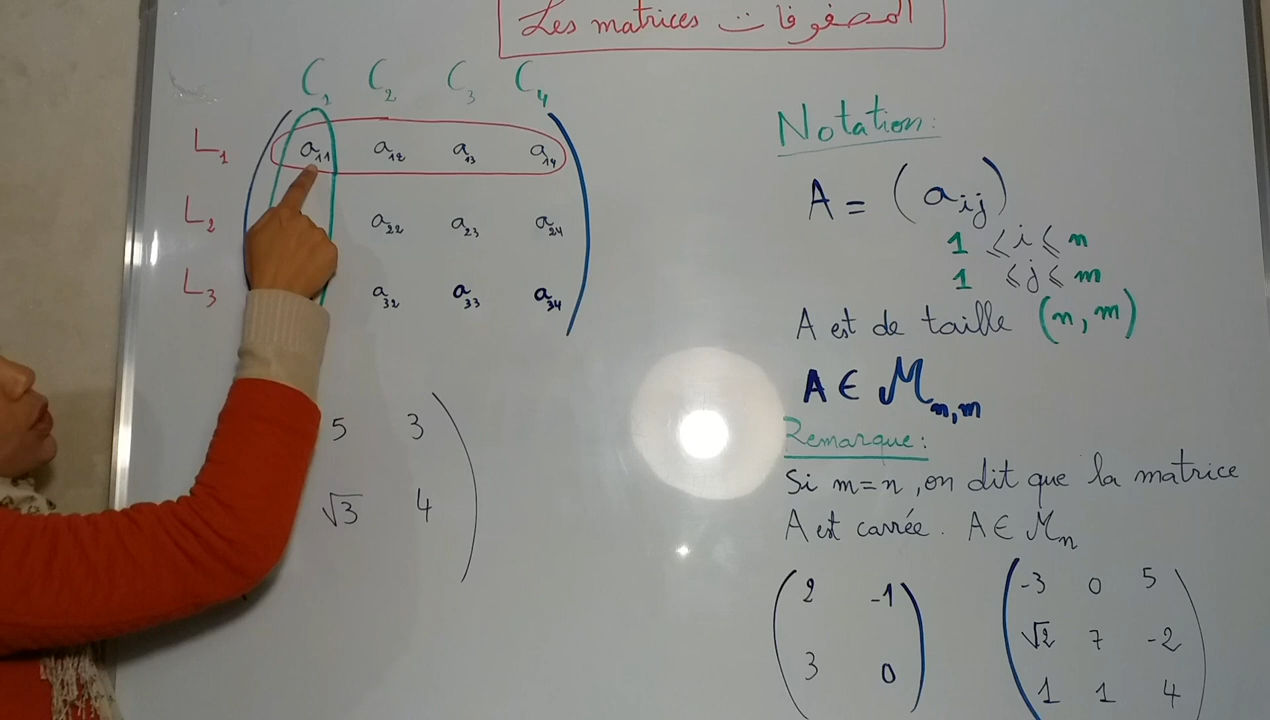 Les matrices المصفوفات
C₁ C₂ C₃ C₄
L₁ a₁₁ a₁₂ a₁₃ a₁₄
L₂ a₂₂ a₂₃ a₂₄
L₃ a₃₂ a₃₃ a₃₄
5 3
√3 4
Notation:
A = (aᵢⱼ)
1 ≤ i ≤ n
1 ≤ j ≤ m
A est de taille (n,m)
A ∈ Mₙ,ₘ
Remarque:
Si m=n, on dit que la matrice
A est carrée. A ∈ Mₙ
2 -1
3 0
-3 0 5
√2 7 -2
1 1 4